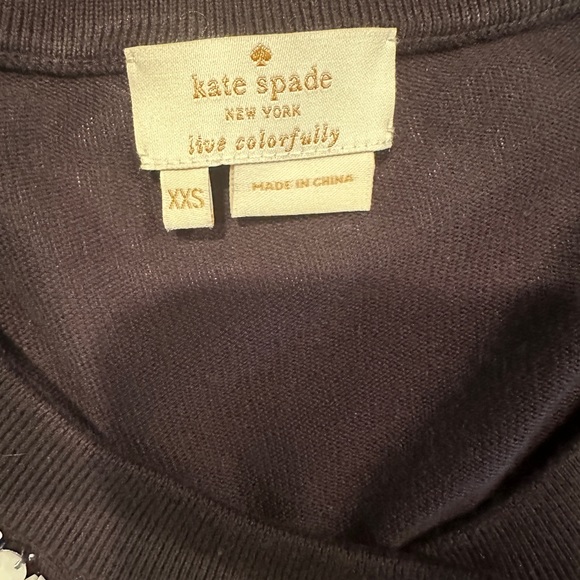 kate spade
NEW YORK
live colorfully
XXS
MADE IN CHINA